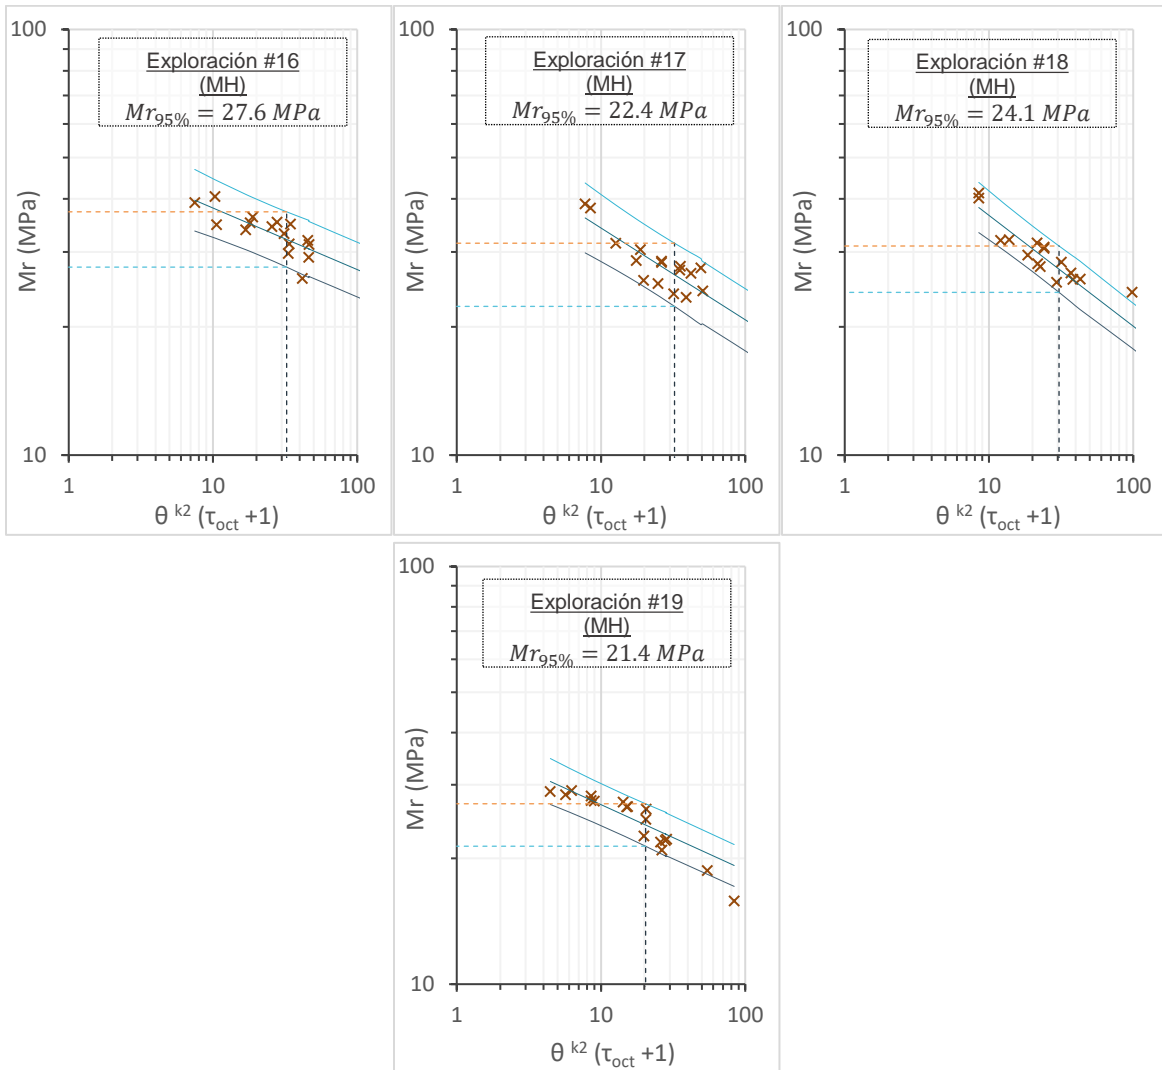 100
Exploración #16
(MH)
Mr95% = 27.6 MPa
Mr (MPa)
10
1 10 100
θ k2 (τoct +1)
100
Exploración #17
(MH)
Mr95% = 22.4 MPa
Mr (MPa)
10
1 10 100
θ k2 (τoct +1)
100
Exploración #18
(MH)
Mr95% = 24.1 MPa
Mr (MPa)
10
1 10 100
θ k2 (τoct +1)
100
Exploración #19
(MH)
Mr95% = 21.4 MPa
Mr (MPa)
10
1 10 100
θ k2 (τoct +1)